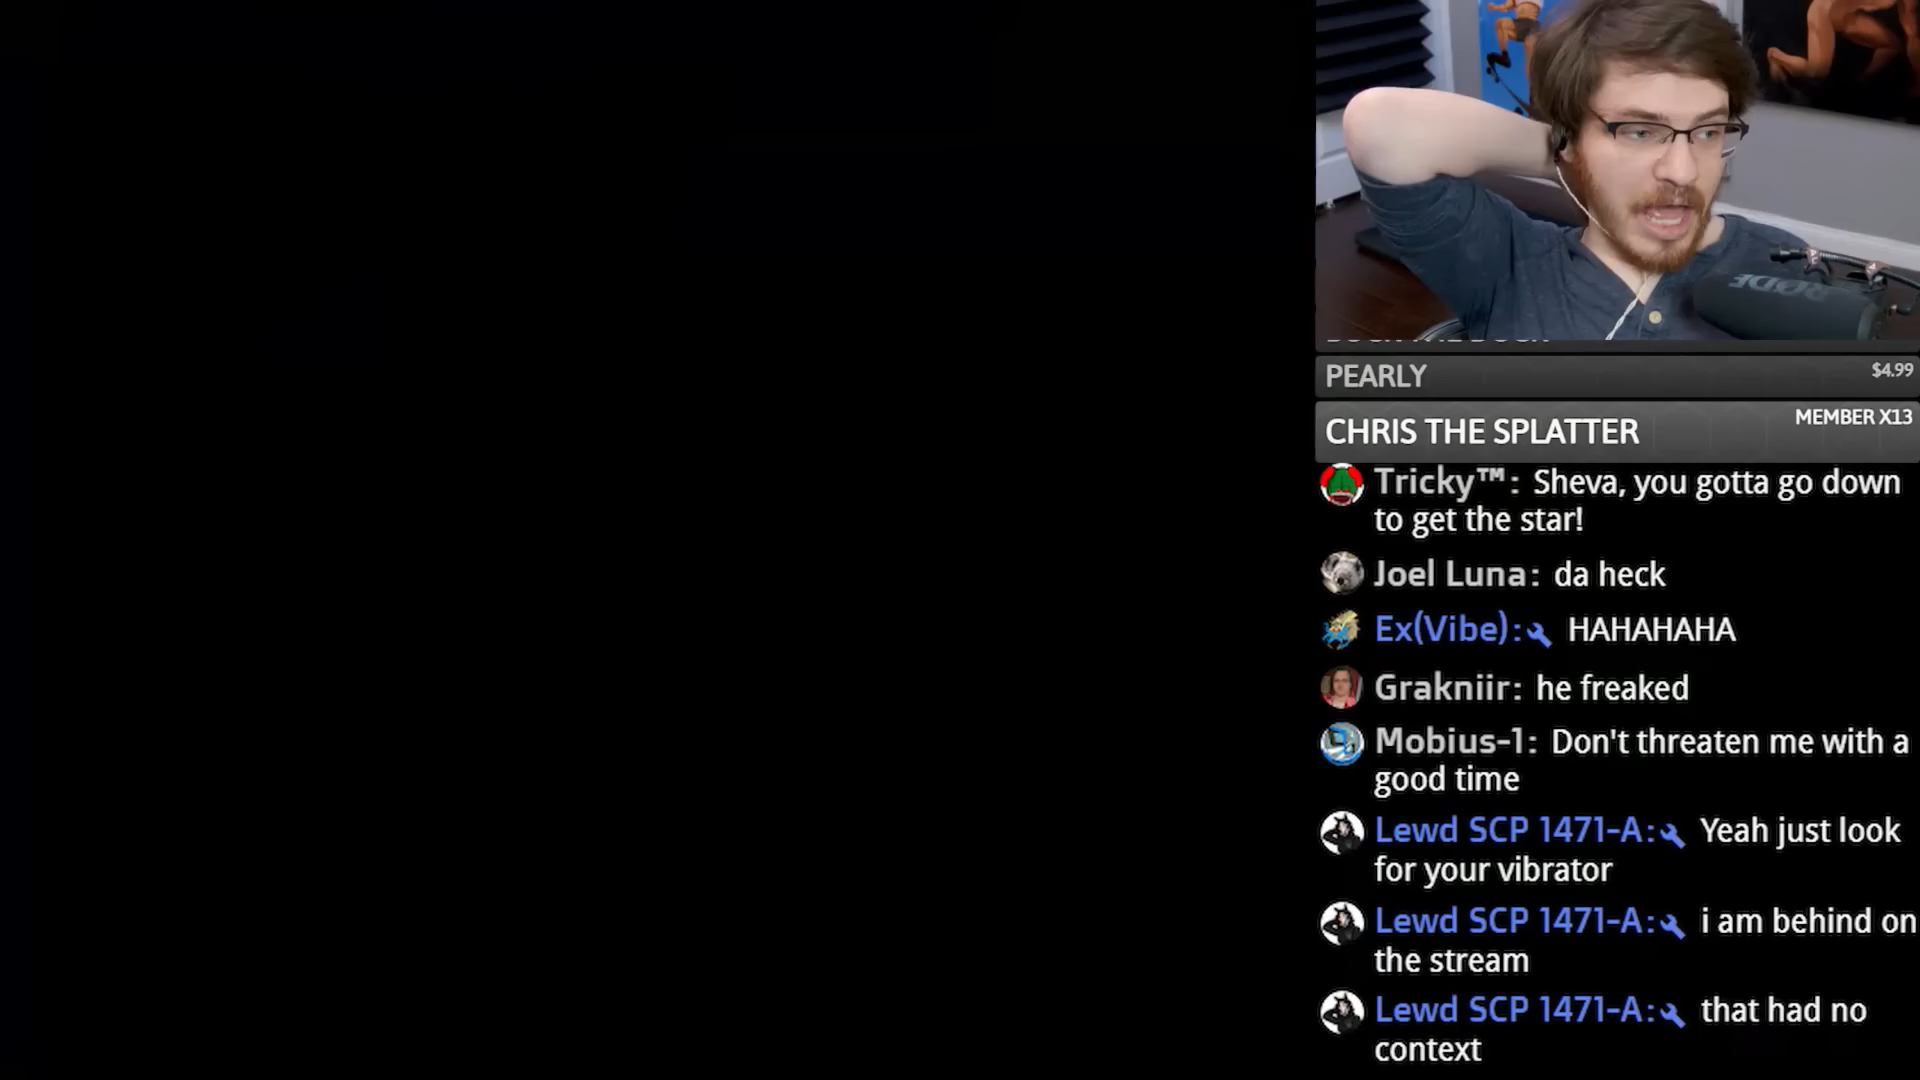 RODE
PEARLY $4.99
CHRIS THE SPLATTER MEMBER X13
Tricky™: Sheva, you gotta go down
to get the star!
Joel Luna: da heck
Ex(Vibe): HAHAHAHA
Grakniir: he freaked
Mobius-1: Don't threaten me with a
good time
Lewd SCP 1471-A: Yeah just look
for your vibrator
Lewd SCP 1471-A: i am behind on
the stream
Lewd SCP 1471-A: that had no
context